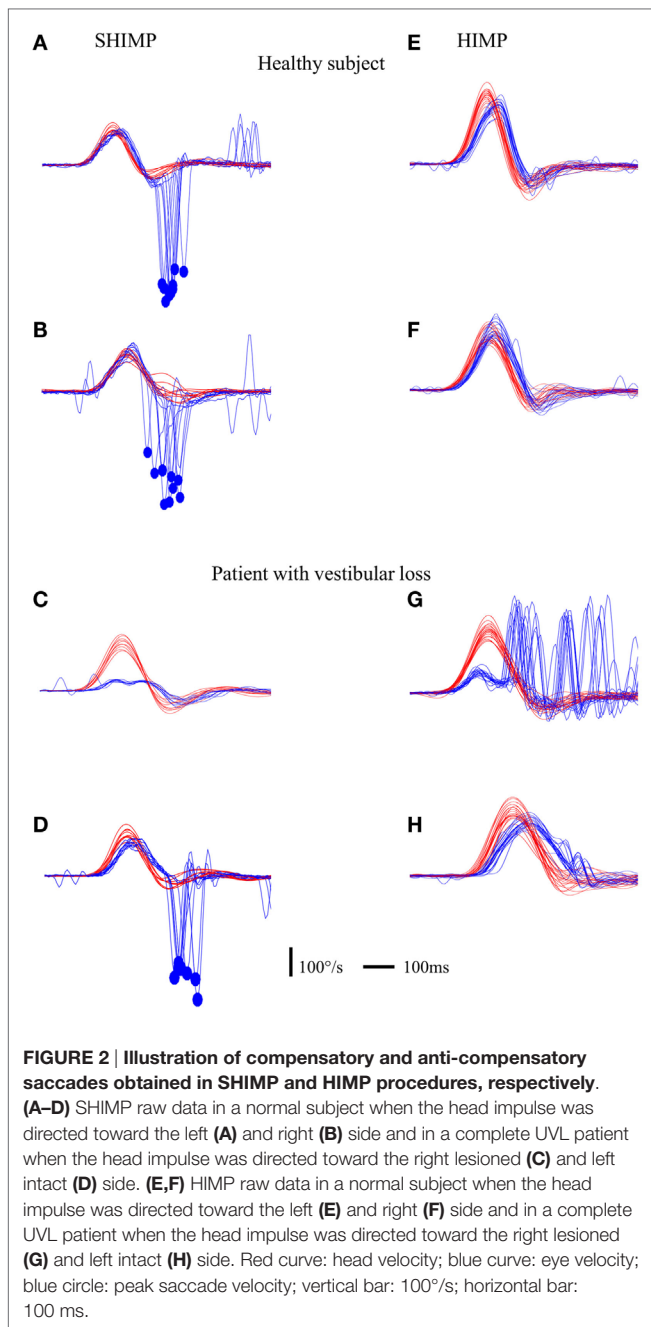 A SHIMP E HIMP
Healthy subject
B F
Patient with vestibular loss
C G
D H
100°/s 100ms
FIGURE 2 | Illustration of compensatory and anti-compensatory
saccades obtained in SHIMP and HIMP procedures, respectively.
(A–D) SHIMP raw data in a normal subject when the head impulse was
directed toward the left (A) and right (B) side and in a complete UVL patient
when the head impulse was directed toward the right lesioned (C) and left
intact (D) side. (E,F) HIMP raw data in a normal subject when the head
impulse was directed toward the left (E) and right (F) side and in a complete
UVL patient when the head impulse was directed toward the right lesioned
(G) and left intact (H) side. Red curve: head velocity; blue curve: eye velocity;
blue circle: peak saccade velocity; vertical bar: 100°/s; horizontal bar:
100 ms.